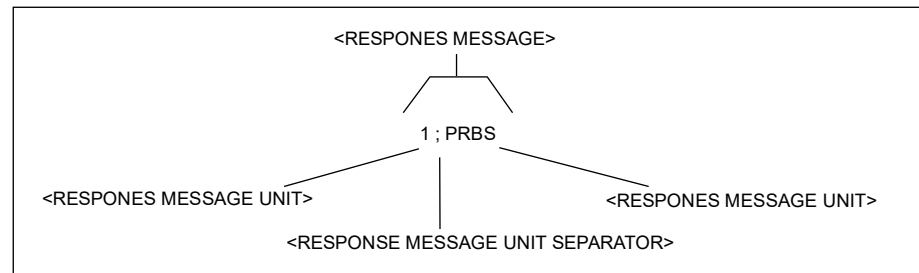 <RESPONES MESSAGE>
1 ; PRBS
<RESPONES MESSAGE UNIT>
<RESPONES MESSAGE UNIT>
<RESPONSE MESSAGE UNIT SEPARATOR>